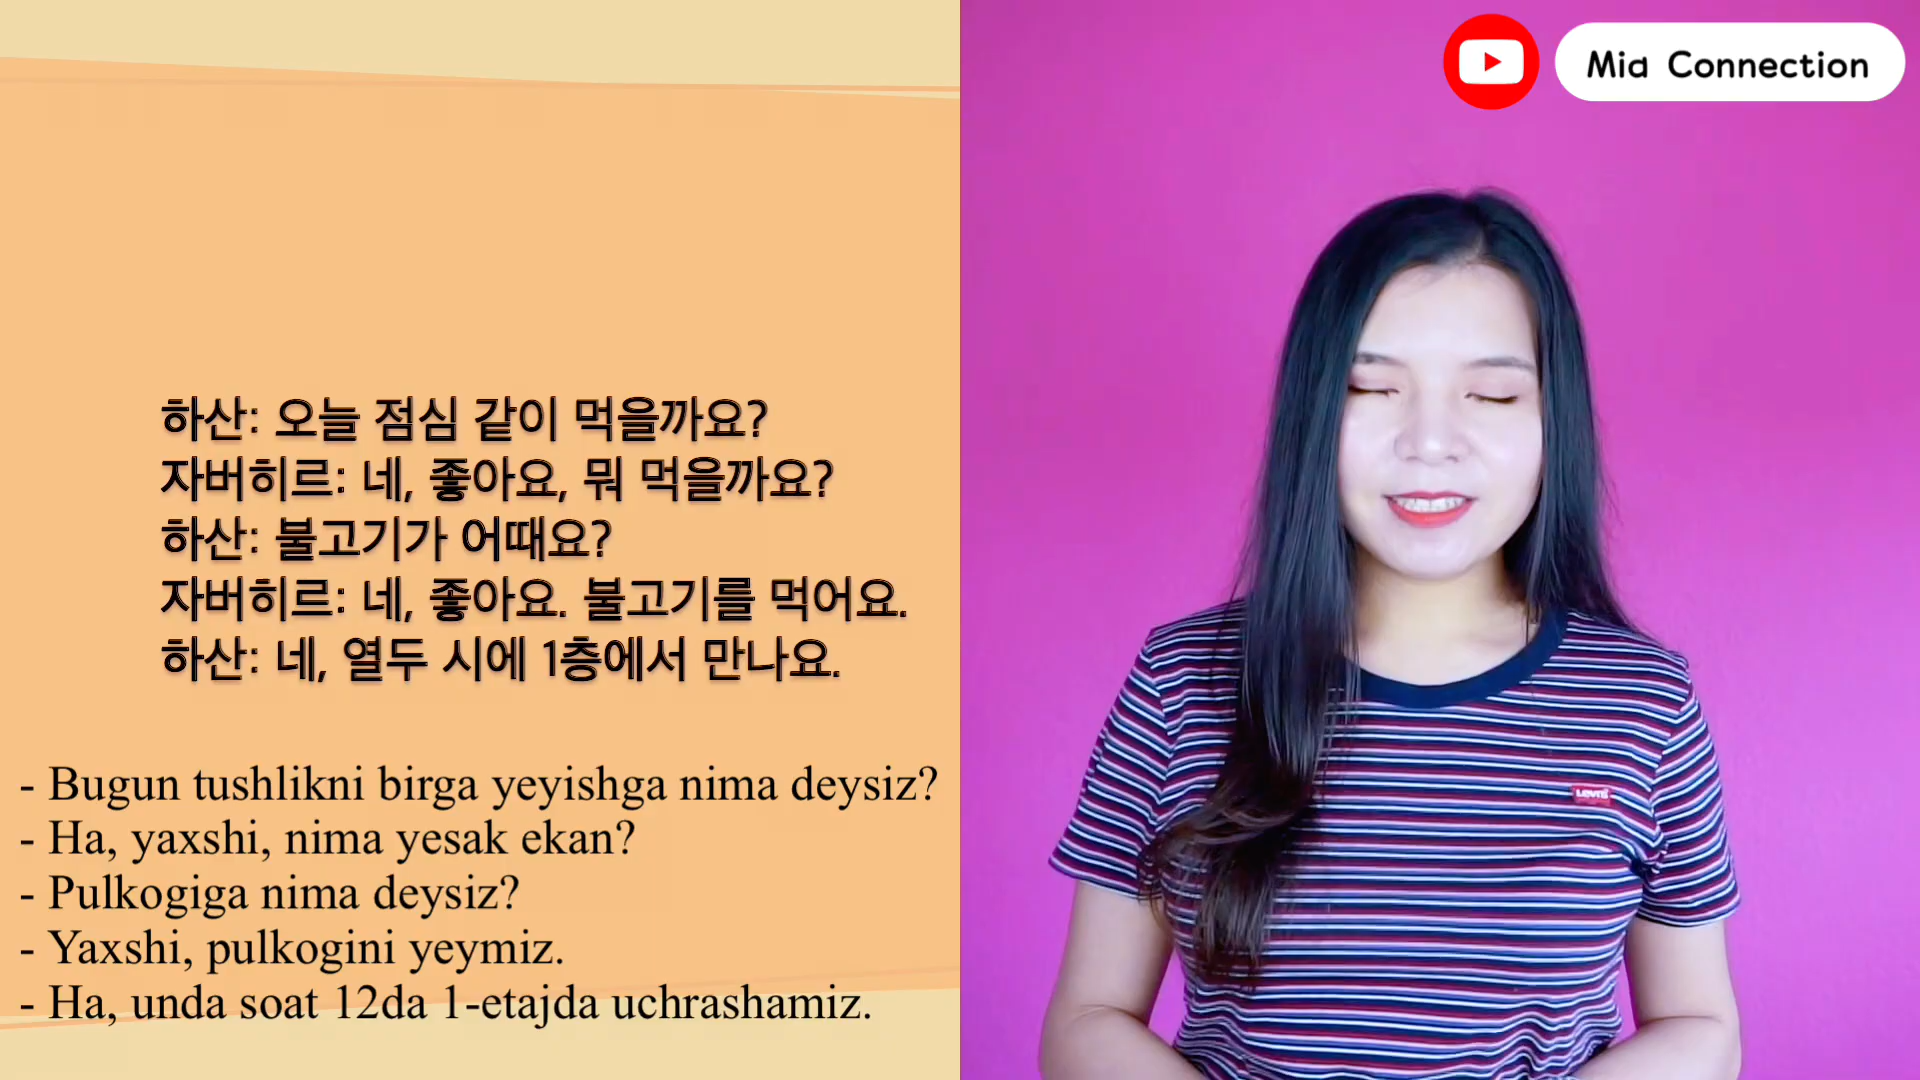 Mia Connection
하산: 오늘 점심 같이 먹을까요?
자버히르: 네, 좋아요, 뭐 먹을까요?
하산: 불고기가 어때요?
자버히르: 네, 좋아요. 불고기를 먹어요.
하산: 네, 열두 시에 1층에서 만나요.
- Bugun tushlikni birga yeyishga nima deysiz?
- Ha, yaxshi, nima yesak ekan?
- Pulkogiga nima deysiz?
- Yaxshi, pulkogini yeymiz.
- Ha, unda soat 12da 1-etajda uchrashamiz.
Levi's